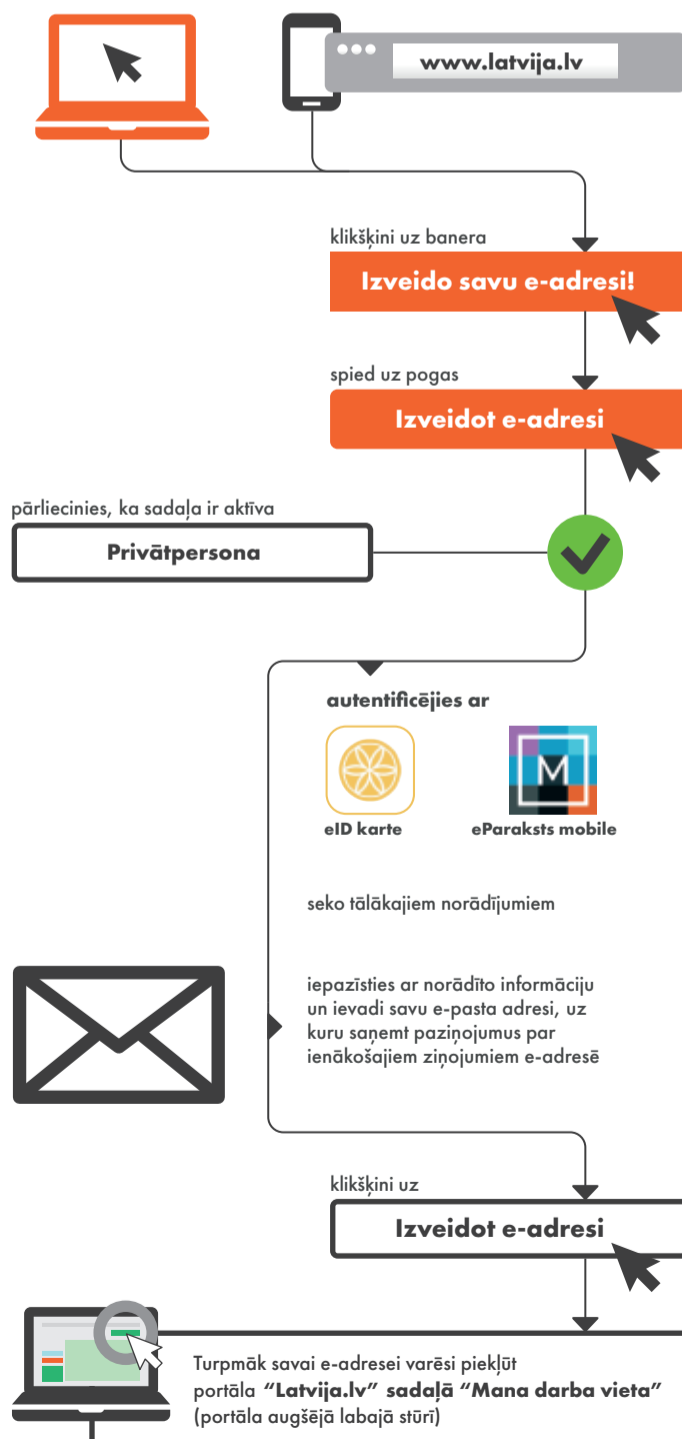 www.latvija.lv
klikšķini uz banera
Izveido savu e-adresi!
spied uz pogas
Izveidot e-adresi
pārliecinies, ka sadaļa ir aktīva
Privātpersona
autentificējies ar
M
eID karte
eParaksts mobile
seko tālākajiem norādījumiem
iepazīsties ar norādīto informāciju
un ievadi savu e-pasta adresi, uz
kuru saņemt paziņojumus par
ienākošajiem ziņojumiem e-adresē
klikšķini uz
Izveidot e-adresi
Turpmāk savai e-adresei varēsi piekļūt
portāla “Latvija.lv” sadaļā “Mana darba vieta”
(portāla augšējā labajā stūrī)